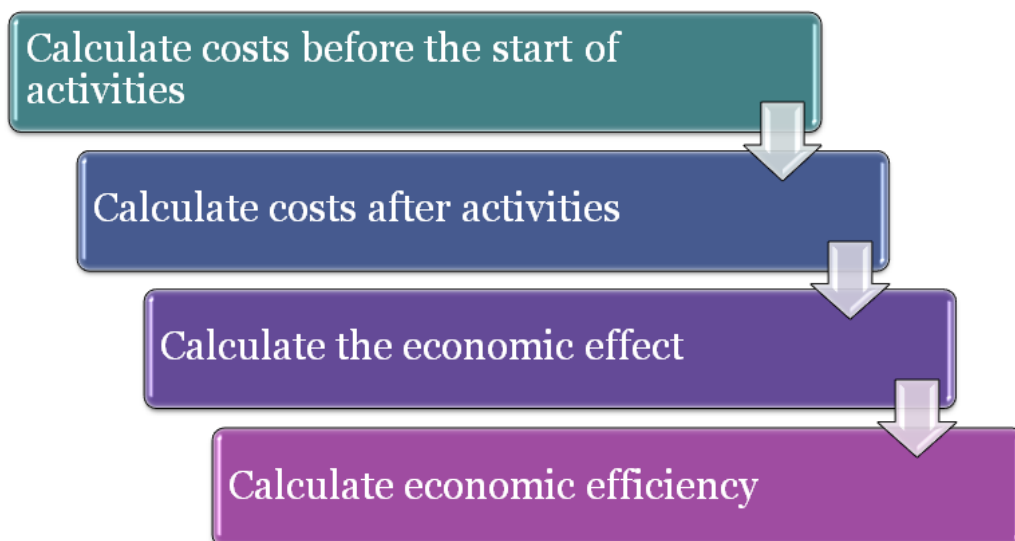 Calculate costs before the start of
activities
Calculate costs after activities
Calculate the economic effect
Calculate economic efficiency